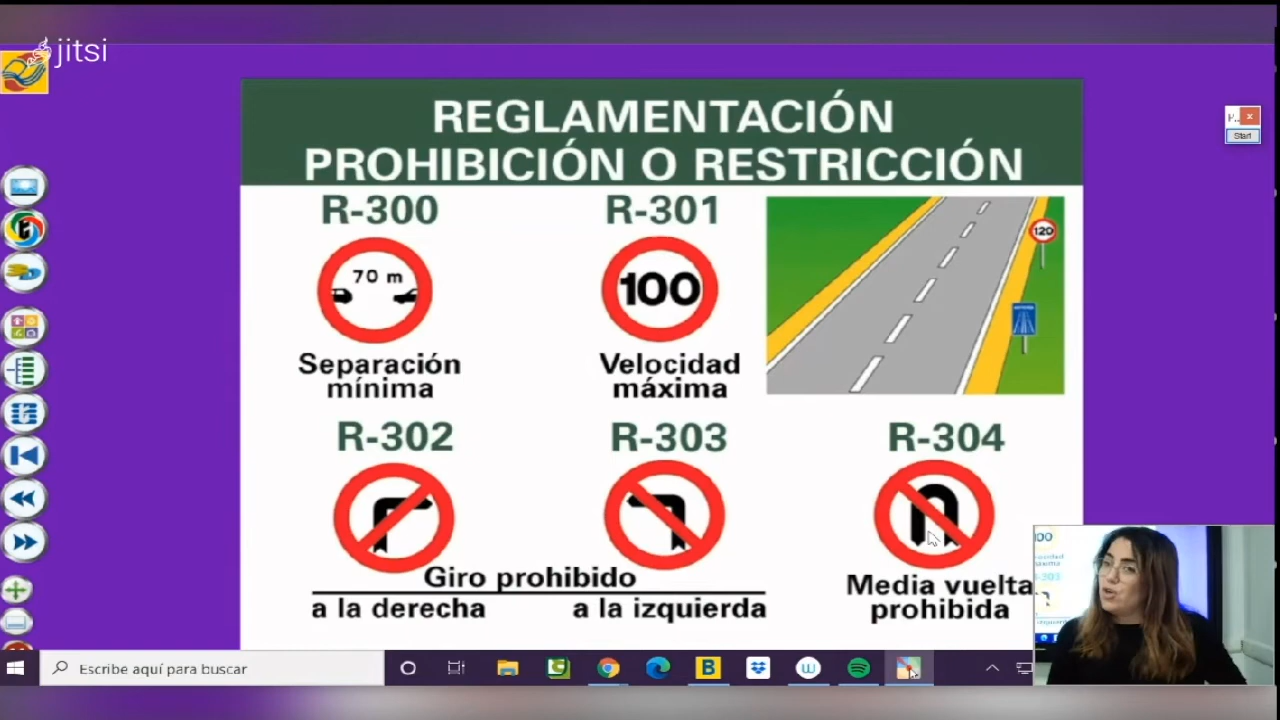 jitsi
Start
REGLAMENTACIÓN
PROHIBICIÓN O RESTRICCIÓN
R-300
R-301
70 m
100
120
Separación
mínima
Velocidad
máxima
R-302
R-303
R-304
Giro prohibido
a la derecha
a la izquierda
Media vuelta
prohibida
Escribe aquí para buscar